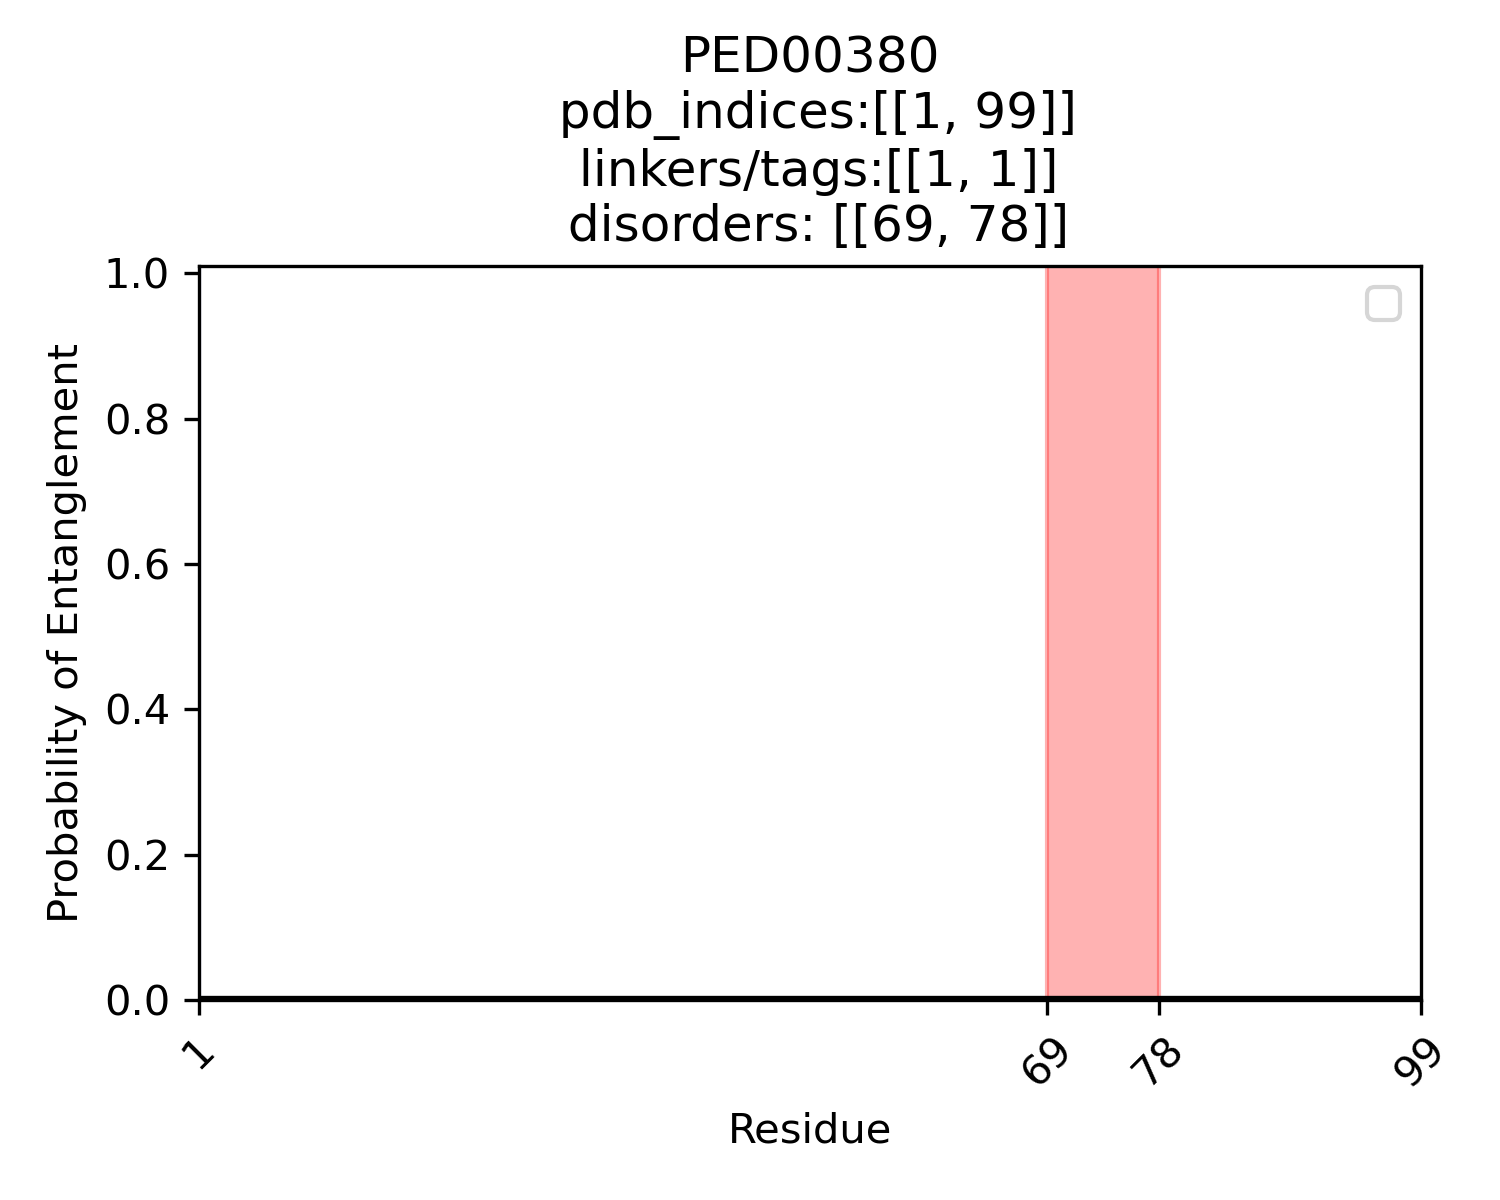 PED00380
pdb_indices:[[1, 99]]
linkers/tags:[[1, 1]]
disorders: [[69, 78]]
1.0
0.8
0.6
0.4
0.2
0.0
Probability of Entanglement
1
69
78
99
Residue